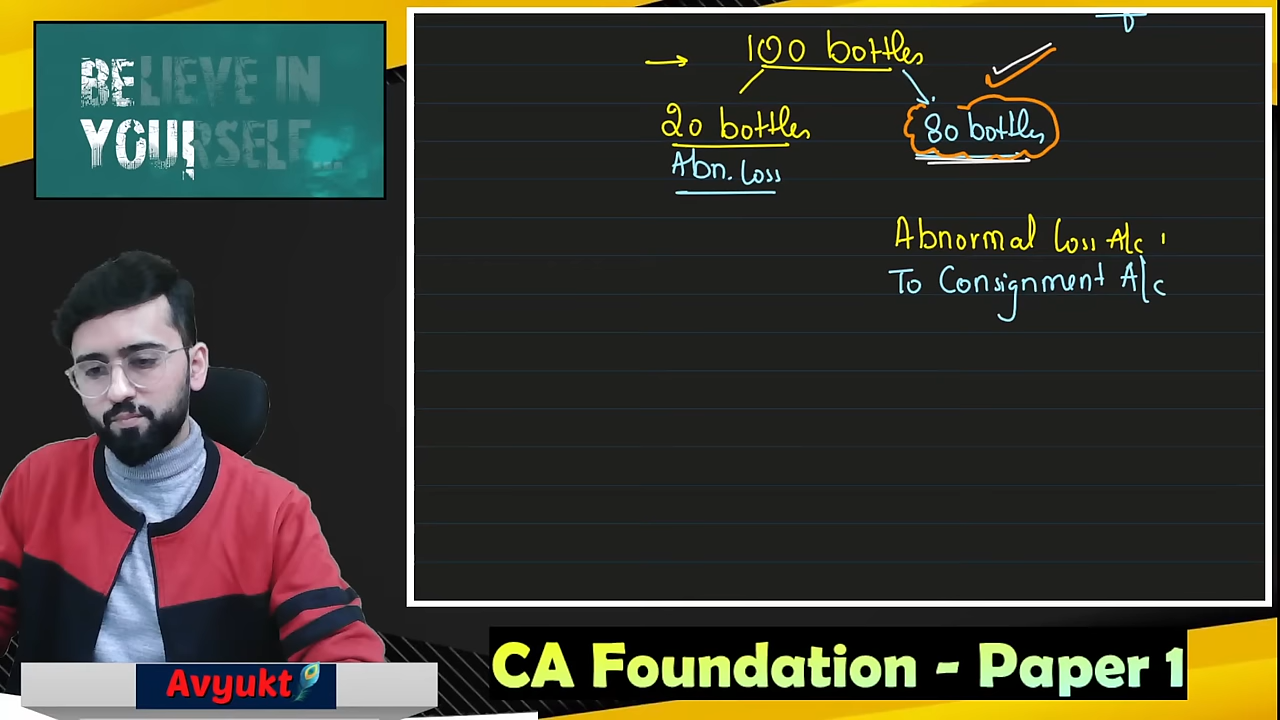 BELIEVE IN
YOURSELF...
→ 100 bottles
20 bottles
80 bottles
Abn. Loss
Abnormal Loss A/c
To Consignment A/c
Avyukt
CA Foundation - Paper 1